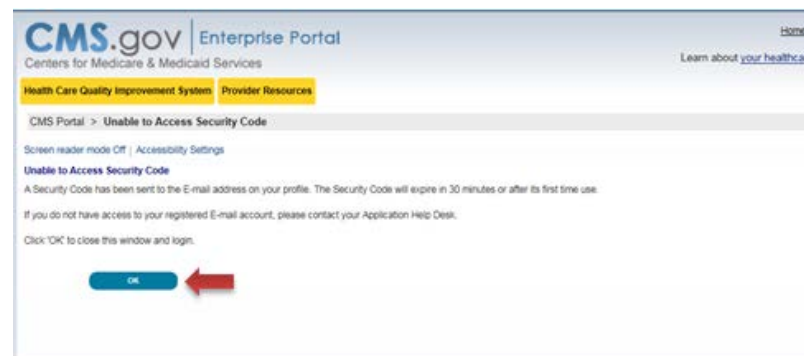 CMS.gov Enterprise Portal
Home
Centers for Medicare & Medicaid Services
Learn about your healthca
Health Care Quality Improvement System Provider Resources
CMS Portal > Unable to Access Security Code
Screen reader mode Off | Accessibility Settings
Unable to Access Security Code
A Security Code has been sent to the E-mail address on your profile. The Security Code will expire in 30 minutes or after its first time use.
If you do not have access to your registered E-mail account, please contact your Application Help Desk.
Click 'OK' to close this window and login.
OK